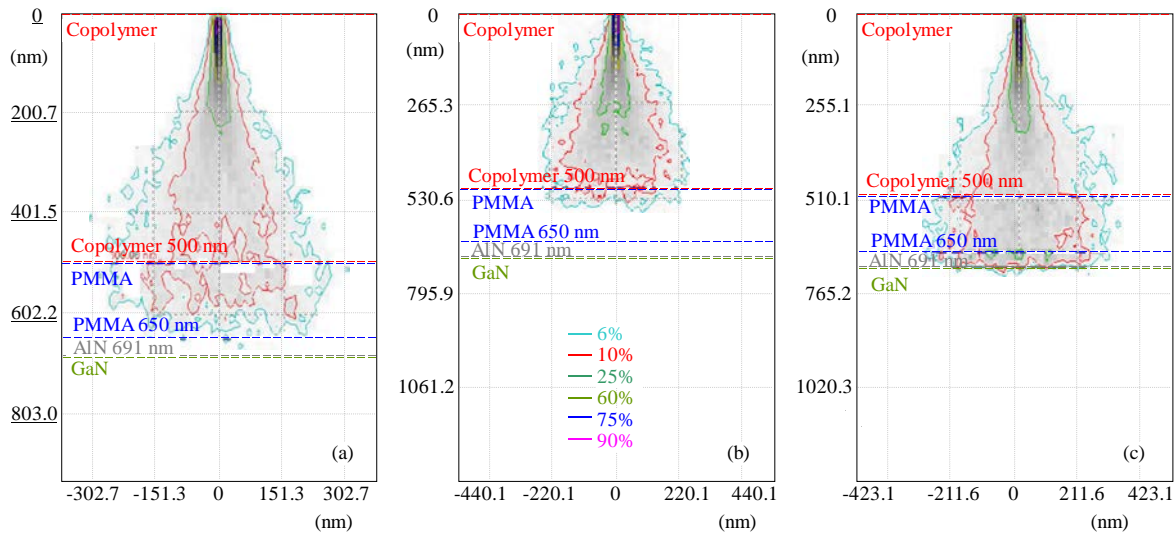 0
(nm)
200.7
401.5
602.2
803.0
Copolymer
Copolymer 500 nm
PMMA
PMMA 650 nm
AlN 691 nm
GaN
(a)
-302.7 -151.3 0 151.3 302.7
(nm)
0
(nm)
265.3
530.6
795.9
1061.2
Copolymer
Copolymer 500 nm
PMMA
PMMA 650 nm
AlN 691 nm
GaN
6%
10%
25%
60%
75%
90%
(b)
-440.1 -220.1 0 220.1 440.1
(nm)
0
(nm)
255.1
510.1
765.2
1020.3
Copolymer
Copolymer 500 nm
PMMA
PMMA 650 nm
AlN 691 nm
GaN
(c)
-423.1 -211.6 0 211.6 423.1
(nm)